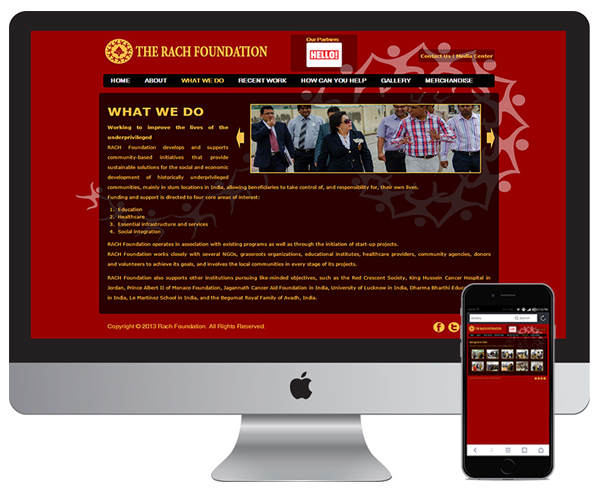 Our Partners
THE RACH FOUNDATION
HELLO!
Contact Us | Media Center
HOME ABOUT WHAT WE DO RECENT WORK HOW CAN YOU HELP GALLERY MERCHANDISE
WHAT WE DO
Working to improve the lives of the
underprivileged
RACH Foundation develops and supports
community-based initiatives that provide
sustainable solutions for the social and economic
development of historically underprivileged
communities, mainly in slum locations in India, allowing beneficiaries to take control of, and responsibility for, their own lives.
Funding and support is directed to four core areas of interest:
1. Education
2. Healthcare
3. Essential infrastructure and services
4. Social integration
RACH Foundation operates in association with existing programs as well as through the initiation of start-up projects.
RACH Foundation works closely with several NGOs, grassroots organizations, educational institutes, healthcare providers, community agencies, donors
and volunteers to achieve its goals, and involves the local communities in every stage of its projects.
RACH Foundation also supports other institutions pursuing like-minded objectives, such as the Red Crescent Society, King Hussein Cancer Hospital in
Jordan, Prince Albert II of Monaco Foundation, Jagannath Cancer Aid Foundation in India, University of Lucknow in India, Dharma Bharthi Educ
in India, Le Martinez School in India, and the Begumat Royal Family of Avadh, India.
Copyright © 2013 Rach Foundation. All Rights Reserved.
Search
THE RACH FOUNDATION